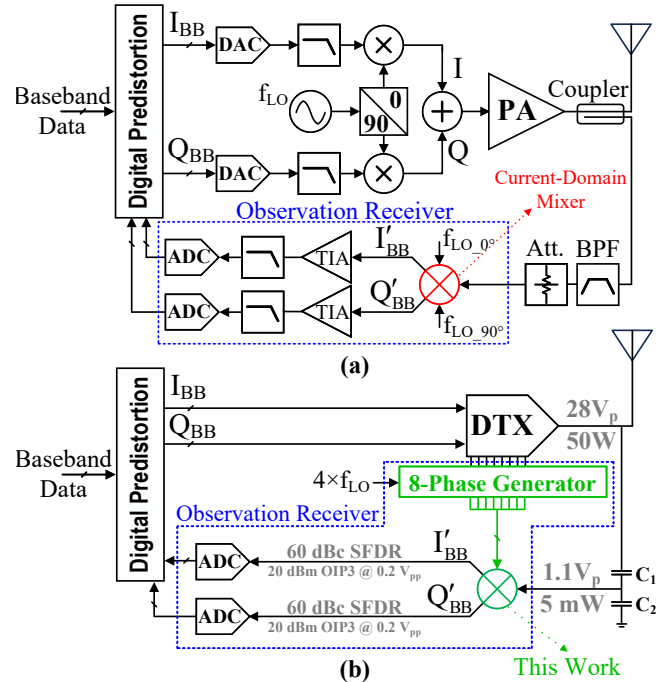 I_BB
DAC
Digital Predistortion
Baseband
Data
f_LO
0
90
I
Q
PA
Coupler
Q_BB
DAC
Current-Domain
Mixer
Observation Receiver
ADC
TIA
I′_BB
f_LO_0°
Att.
BPF
ADC
TIA
Q′_BB
f_LO_90°
(a)
I_BB
Q_BB
Digital Predistortion
Baseband
Data
DTX
28V_p
50W
4×f_LO
8-Phase Generator
Observation Receiver
ADC
60 dBc SFDR
20 dBm OIP3 @ 0.2 V_pp
I′_BB
1.1V_p
5 mW
C_1
C_2
ADC
60 dBc SFDR
20 dBm OIP3 @ 0.2 V_pp
Q′_BB
This Work
(b)